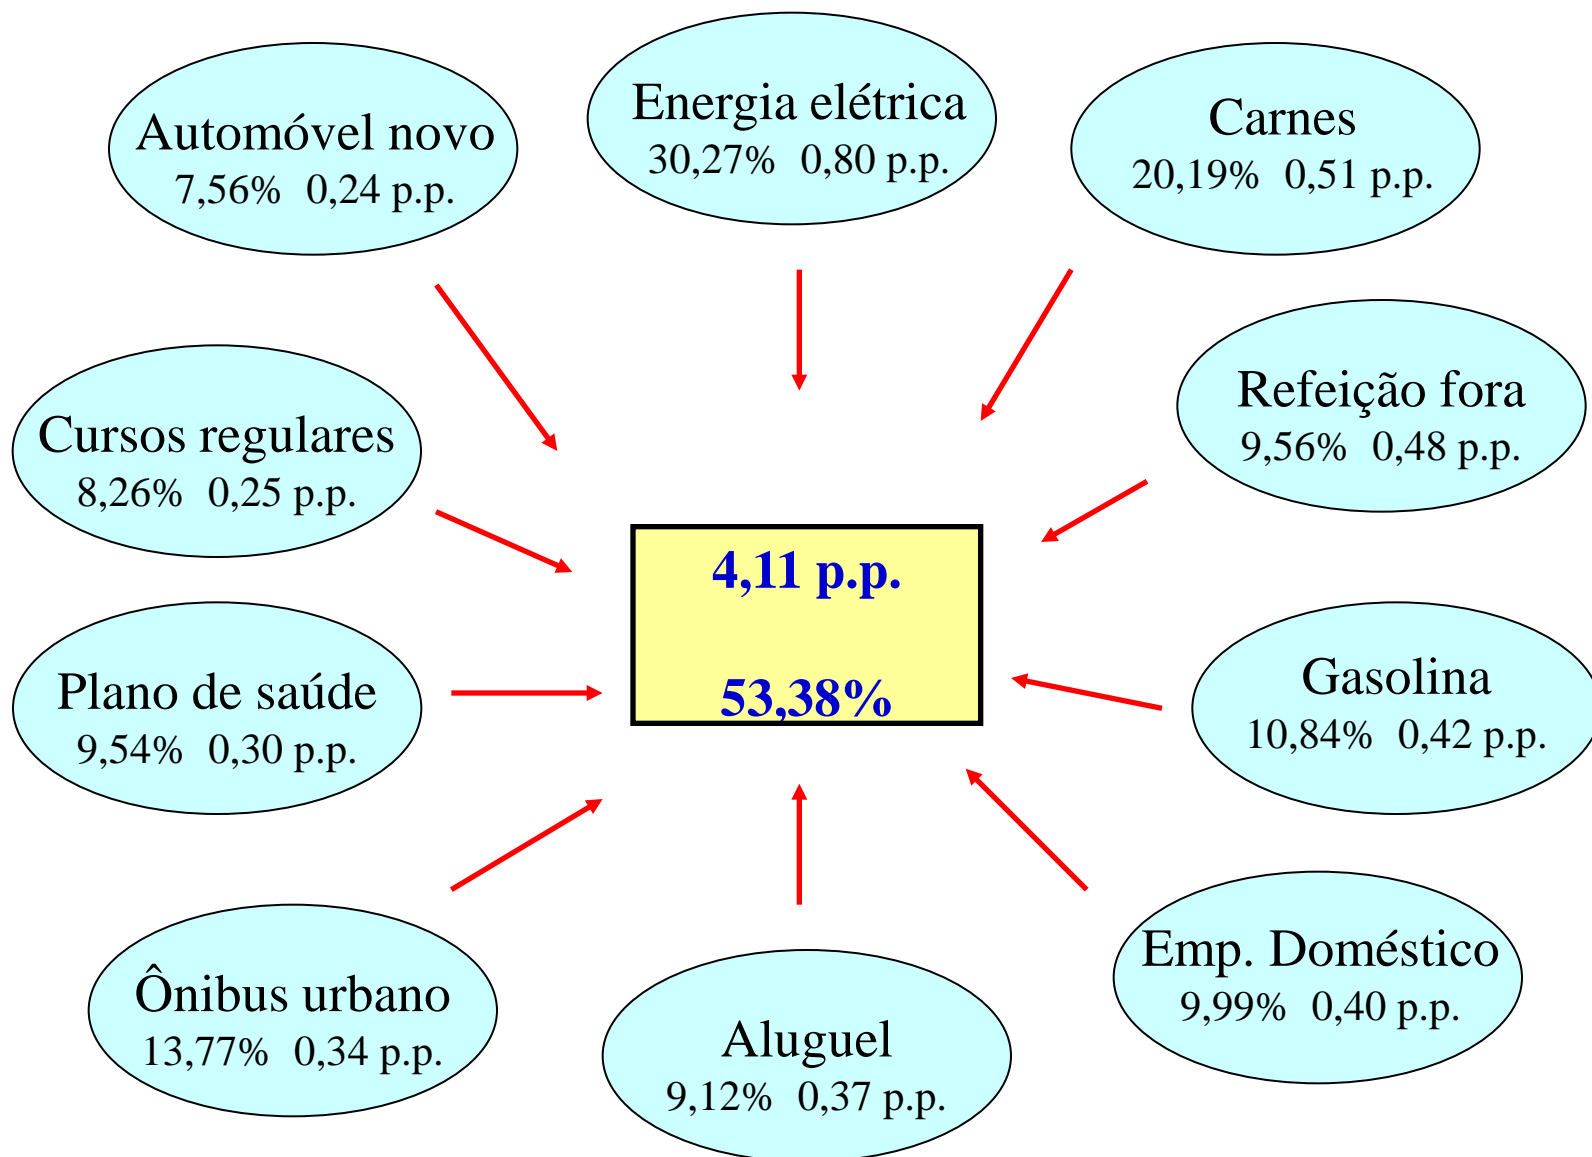 Energia elétrica
30,27% 0,80 p.p.
Carnes
20,19% 0,51 p.p.
Automóvel novo
7,56% 0,24 p.p.
Refeição fora
9,56% 0,48 p.p.
Cursos regulares
8,26% 0,25 p.p.
4,11 p.p.
53,38%
Gasolina
10,84% 0,42 p.p.
Plano de saúde
9,54% 0,30 p.p.
Emp. Doméstico
9,99% 0,40 p.p.
Ônibus urbano
13,77% 0,34 p.p.
Aluguel
9,12% 0,37 p.p.